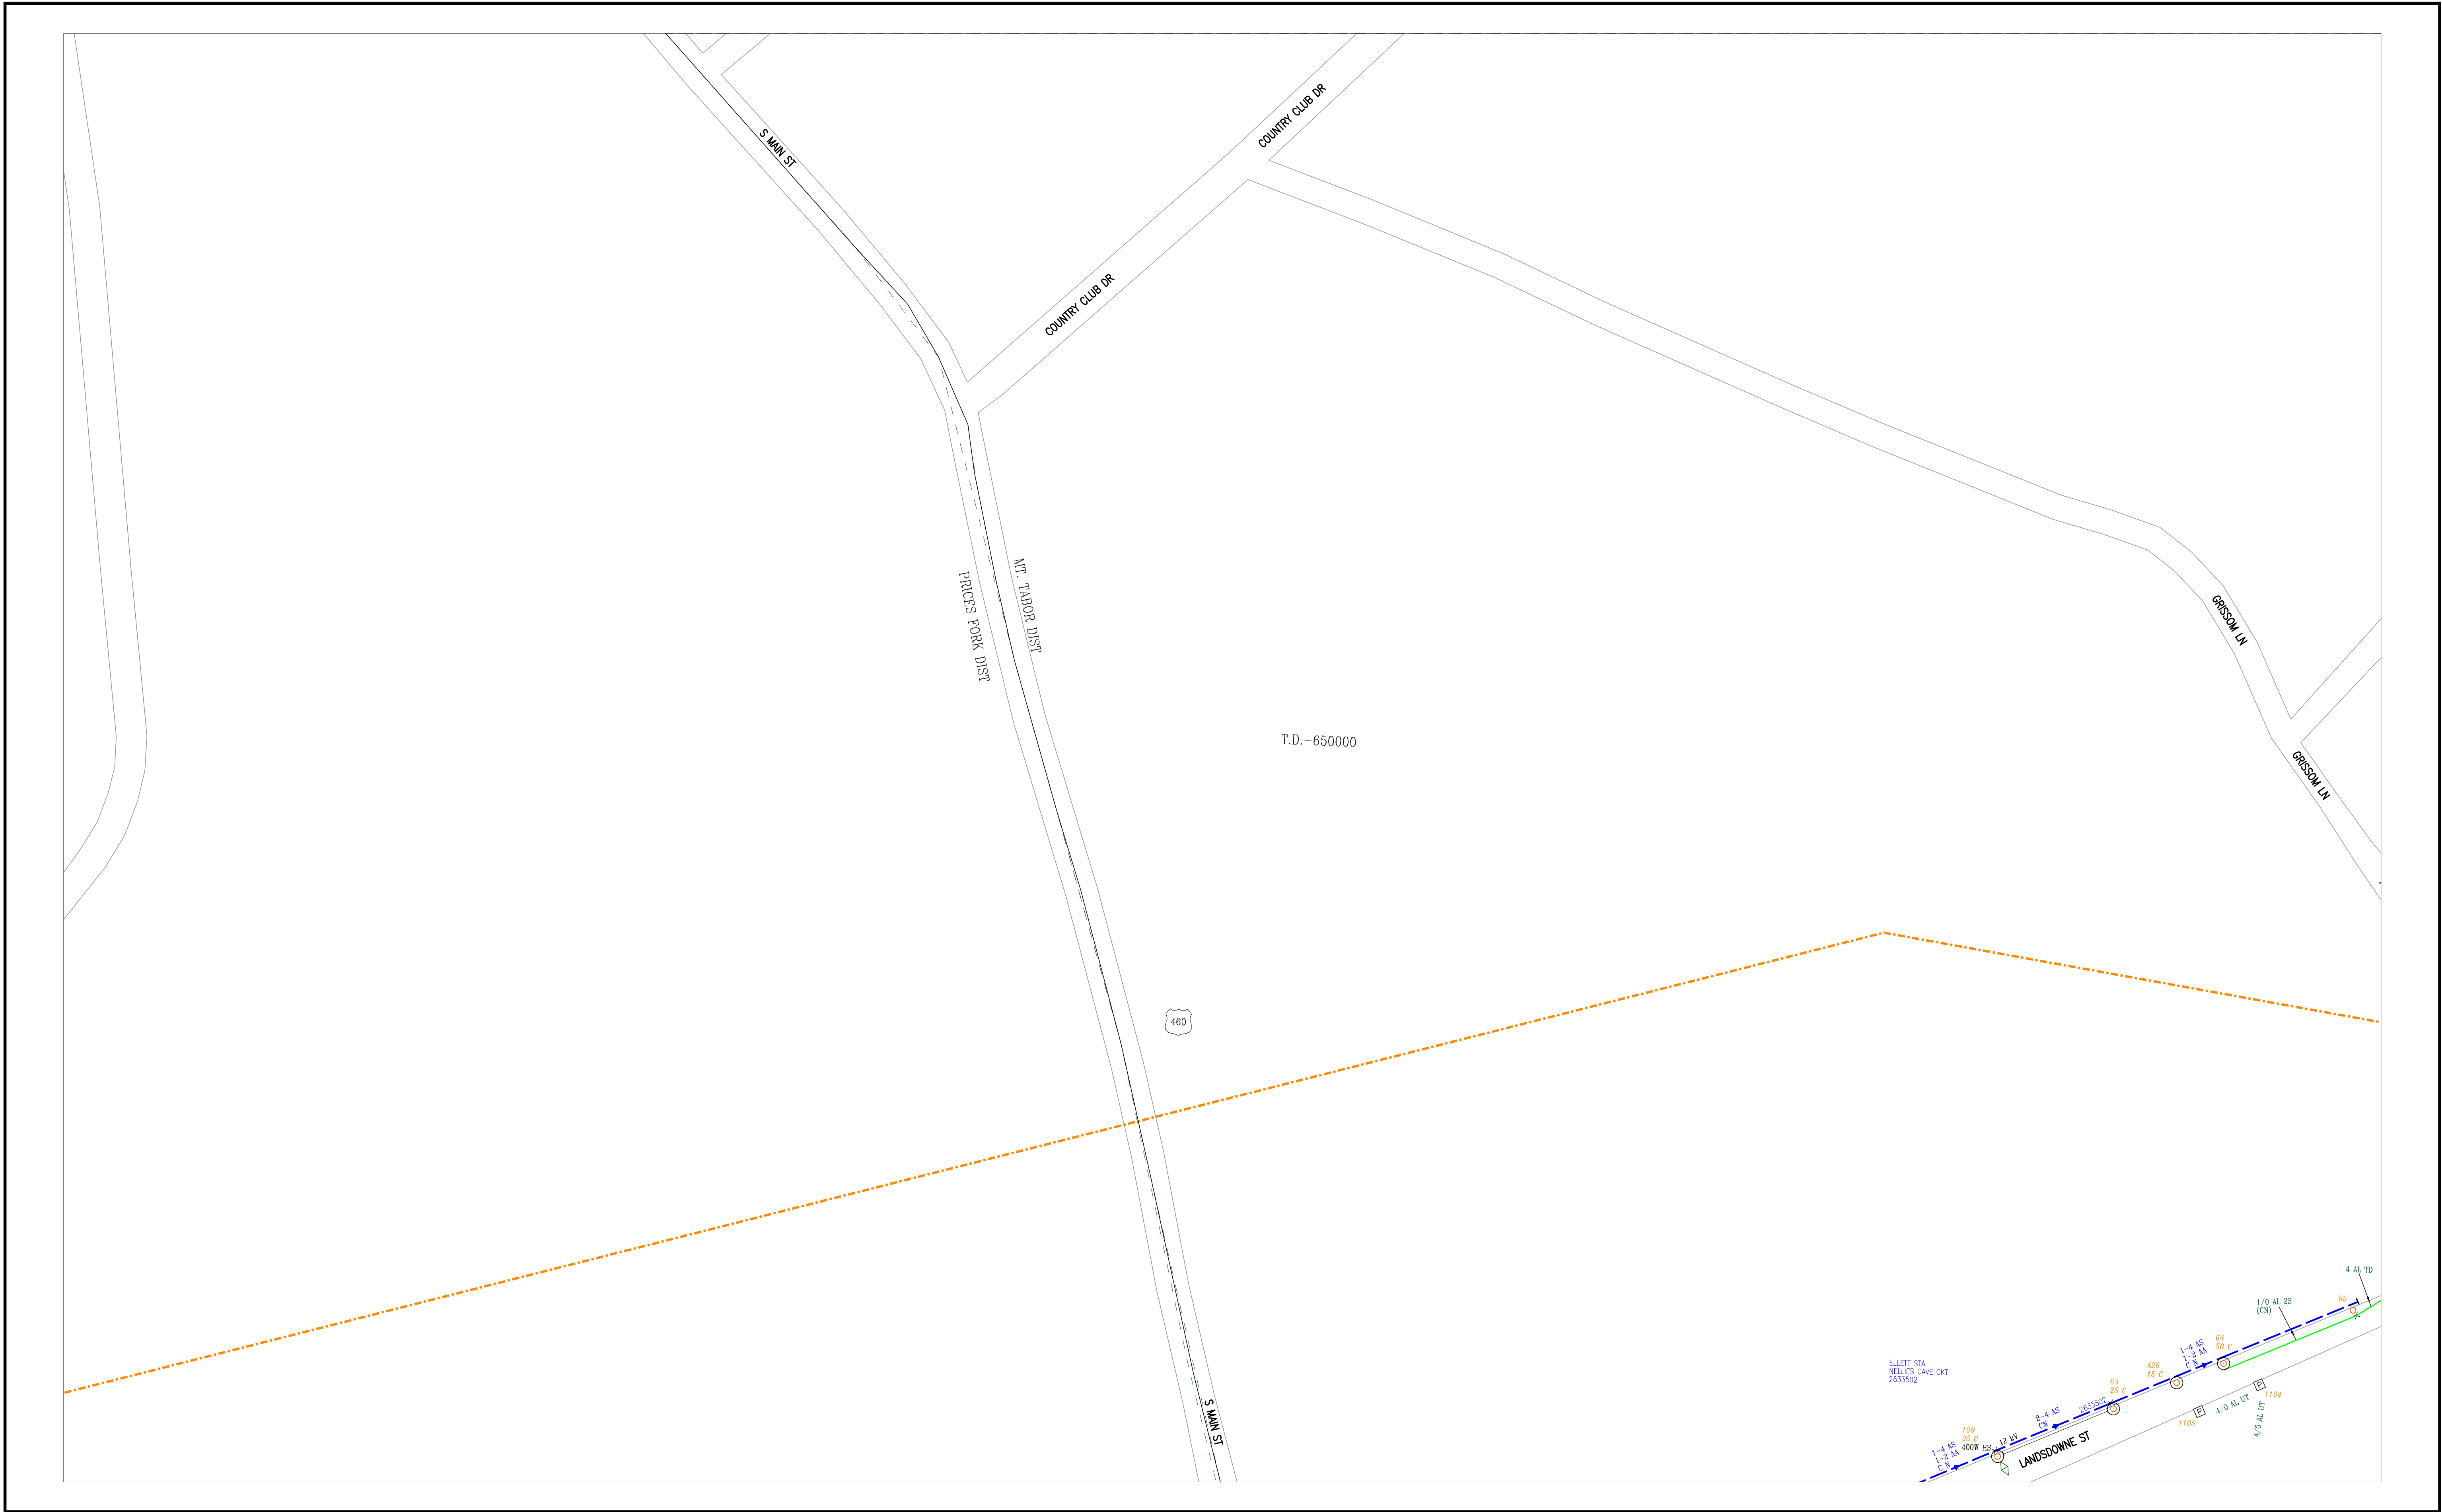 S MAIN ST
COUNTRY CLUB DR
COUNTRY CLUB DR
MT. TABOR DIST
PRICES FORK DIST
GRISSOM LN
T.D.-650000
GRISSOM LN
460
4 AL TD
65
1/0 AL 2S
(CN)
64
50 C
1-4 AS
1-2 AA
C N
426
15 C
63
25 C
1104
ELLETT STA
NELLIES CAVE CKT
2633502
2633502
4/0 AL UT
4/0 AL UT
1105
2-4 AS
CN
109
25 C
400W HS
12 kV
1-4 AS
1-2 AA
C N
LANDSDOWNE ST
S MAIN ST
P
P